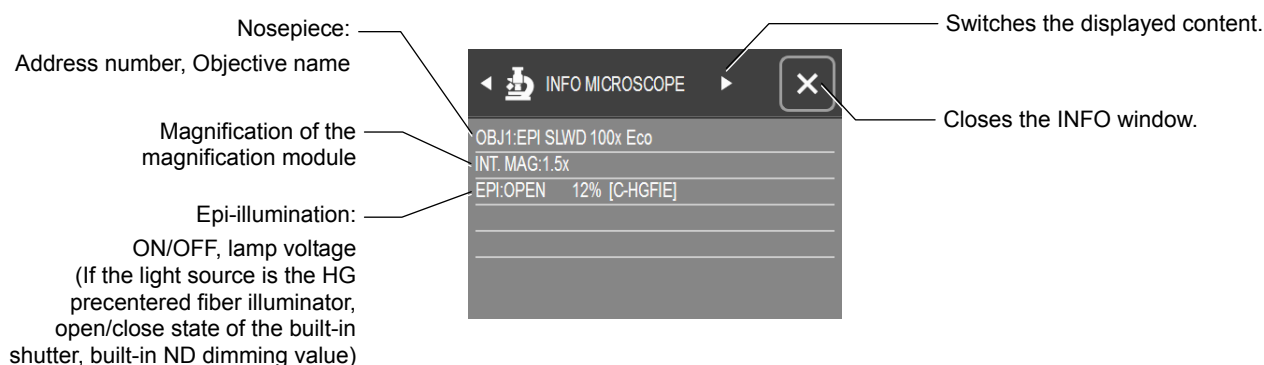 Nosepiece:
Address number, Objective name
Magnification of the
magnification module
Epi-illumination:
ON/OFF, lamp voltage
(If the light source is the HG
precentered fiber illuminator,
open/close state of the built-in
shutter, built-in ND dimming value)
INFO MICROSCOPE
OBJ1:EPI SLWD 100x Eco
INT. MAG:1.5x
EPI:OPEN 12% [C-HGFIE]
Switches the displayed content.
Closes the INFO window.